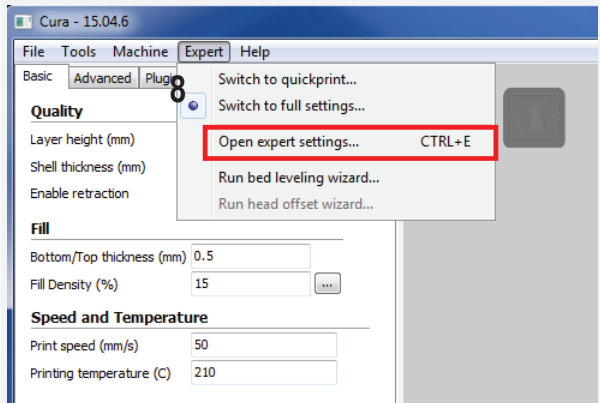 Cura - 15.04.6
File Tools Machine Expert Help
Basic Advanced
8
Switch to quickprint...
Switch to full settings...
Open expert settings... CTRL+E
Run bed leveling wizard...
Run head offset wizard...
Quality
Layer height (mm)
Shell thickness (mm)
Enable retraction
Fill
Bottom/Top thickness (mm) 0.5
Fill Density (%) 15 ...
Speed and Temperature
Print speed (mm/s) 50
Printing temperature (C) 210